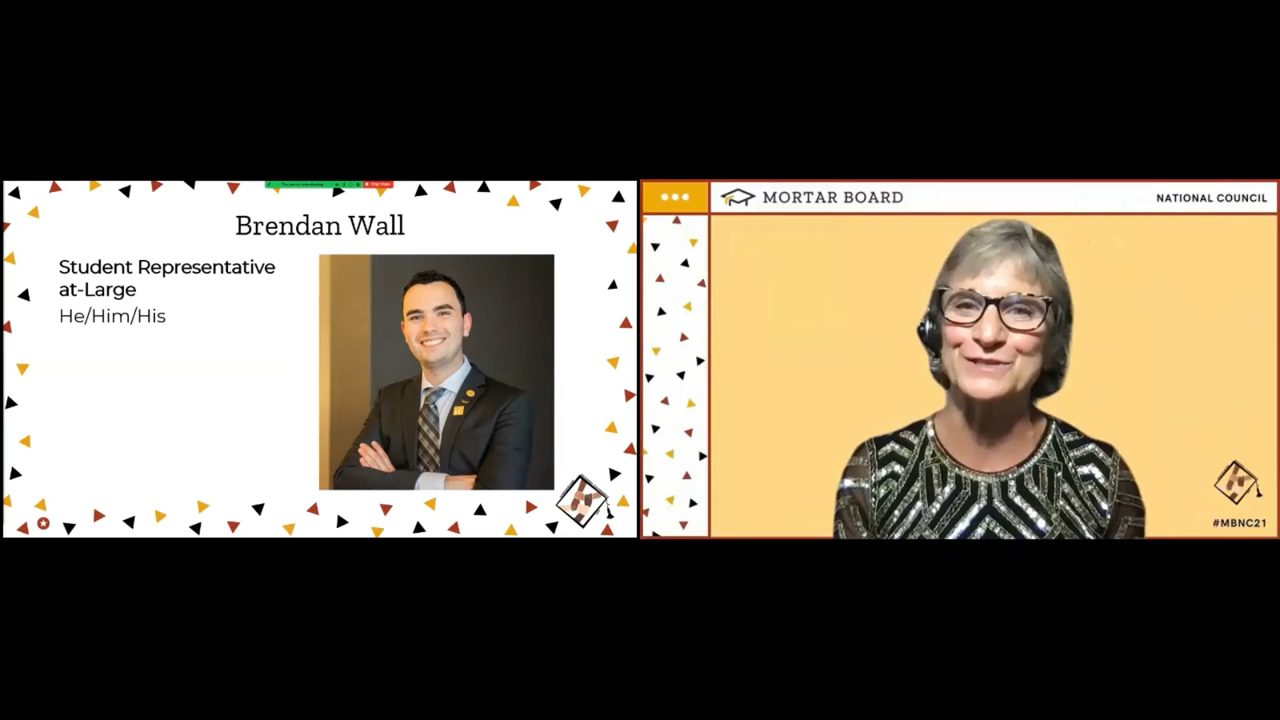 Brendan Wall
Student Representative
at-Large
He/Him/His
MORTAR BOARD
NATIONAL COUNCIL
#MBNC21